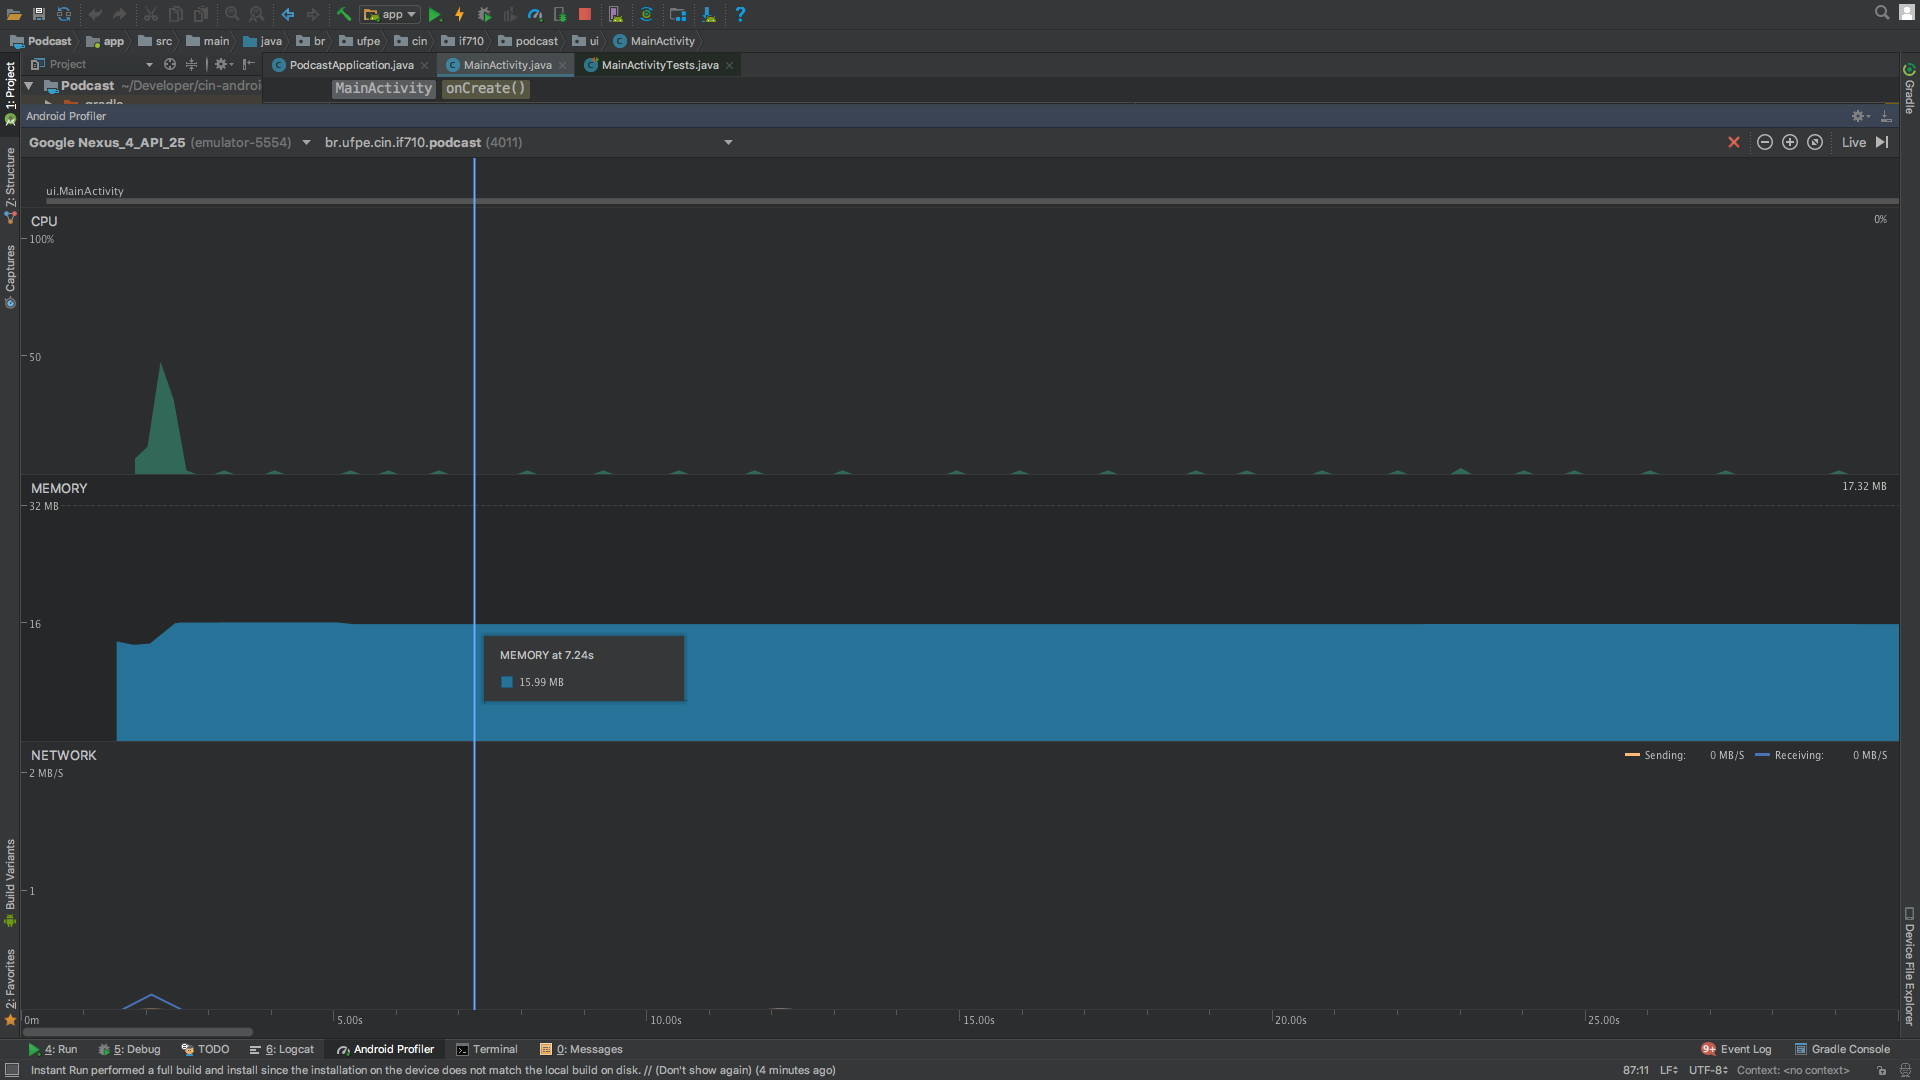 app
Podcast app src main java br ufpe cin if710 podcast ui MainActivity
Project PodcastApplication.java MainActivity.java MainActivityTests.java
Podcast ~/Developer/cin-androi MainActivity onCreate()
gradle
Android Profiler
Google Nexus_4_API_25 (emulator-5554) br.ufpe.cin.if710.podcast (4011) Live
ui.MainActivity
CPU 0%
100%
50
MEMORY 17.32 MB
32 MB
16
MEMORY at 7.24s
15.99 MB
NETWORK Sending: 0 MB/S Receiving: 0 MB/S
2 MB/S
1
0m 5.00s 10.00s 15.00s 20.00s 25.00s
1: Project
Z: Structure
Captures
Build Variants
2: Favorites
Gradle
Device File Explorer
4: Run 5: Debug TODO 6: Logcat Android Profiler Terminal 0: Messages 9+ Event Log Gradle Console
Instant Run performed a full build and install since the installation on the device does not match the local build on disk. // (Don't show again) (4 minutes ago) 87:11 LF UTF-8 Context: <no context>